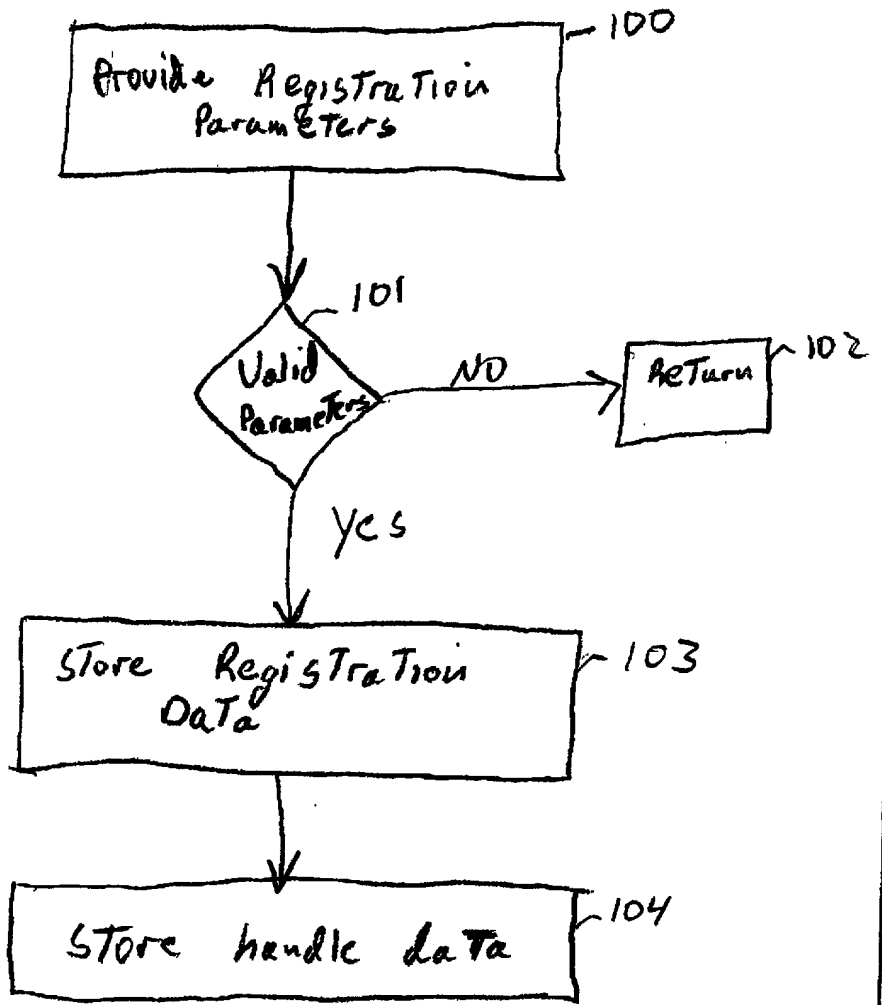 100
Provide Registration
Parameters
101
Valid
Parameters
NO
Return
102
Yes
Store Registration
Data
103
Store handle data
104